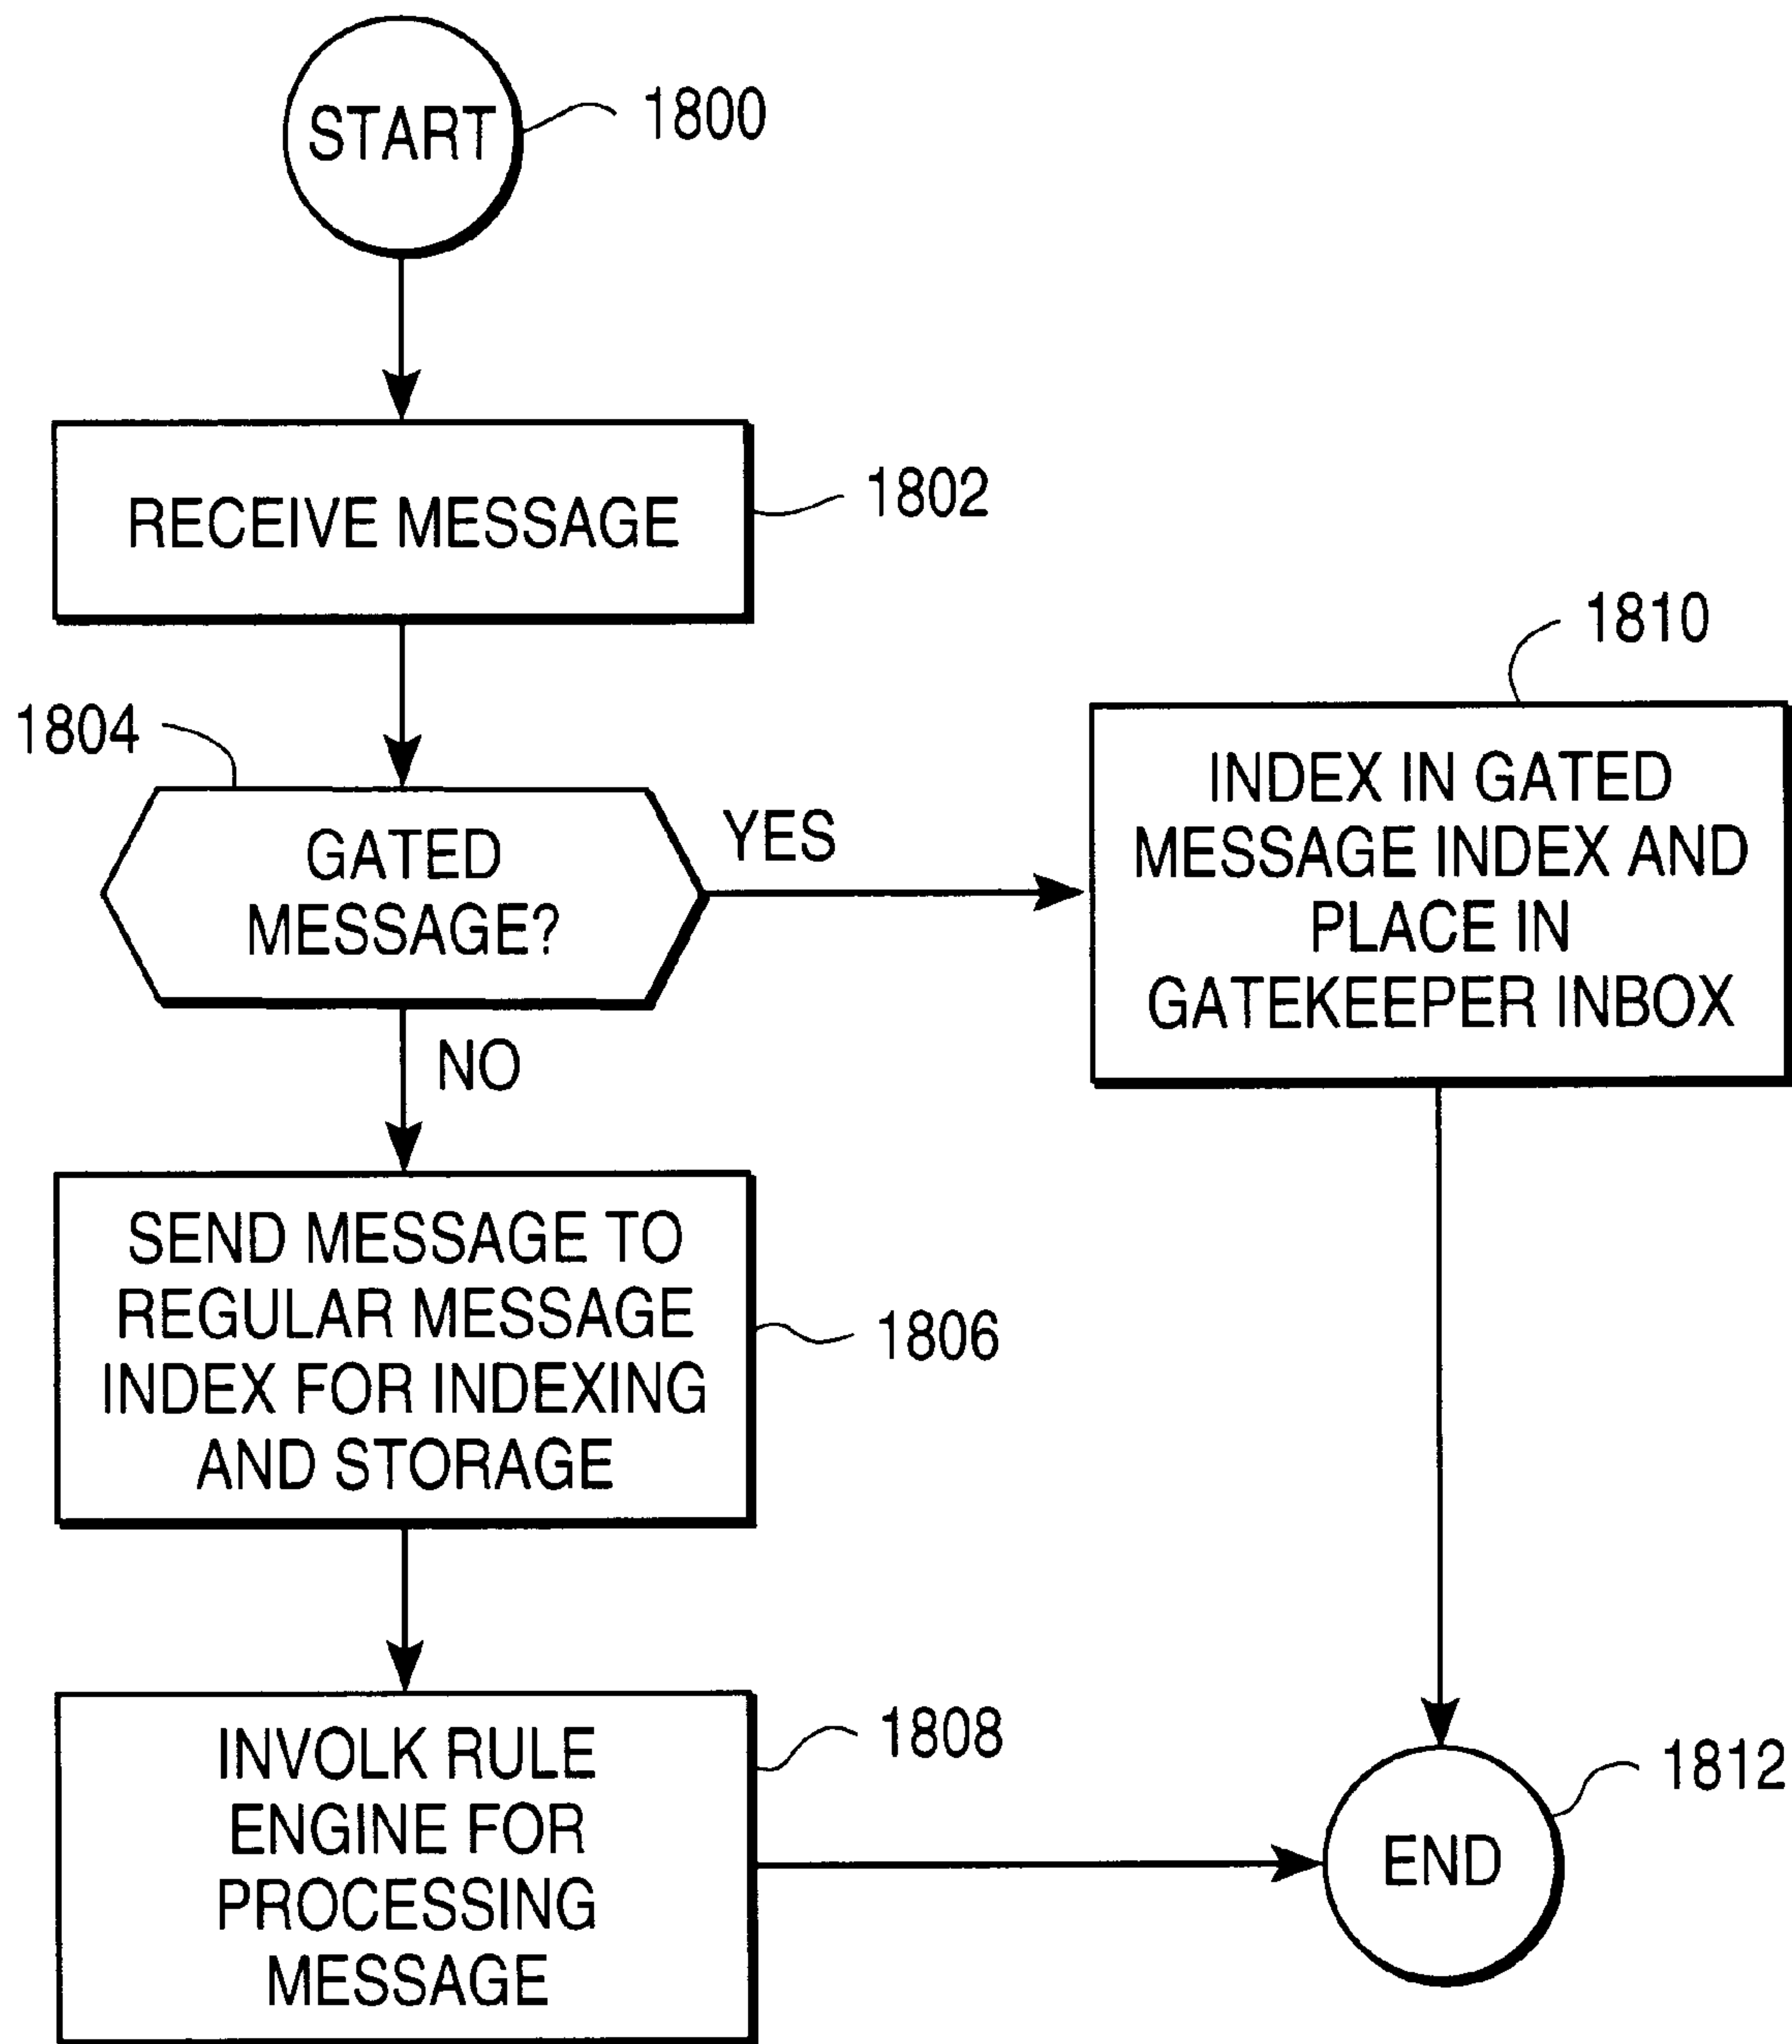 START
1800
RECEIVE MESSAGE
1802
1804
GATED
MESSAGE?
YES
NO
1810
INDEX IN GATED
MESSAGE INDEX AND
PLACE IN
GATEKEEPER INBOX
SEND MESSAGE TO
REGULAR MESSAGE
INDEX FOR INDEXING
AND STORAGE
1806
INVOLK RULE
ENGINE FOR
PROCESSING
MESSAGE
1808
END
1812